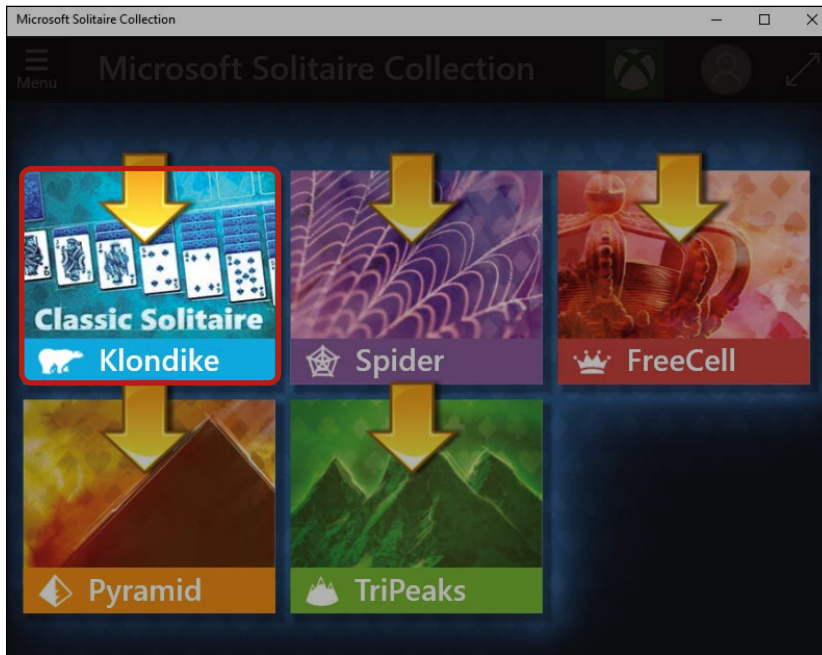 Microsoft Solitaire Collection
Menu
Microsoft Solitaire Collection
Classic Solitaire
Klondike
Spider
FreeCell
Pyramid
TriPeaks